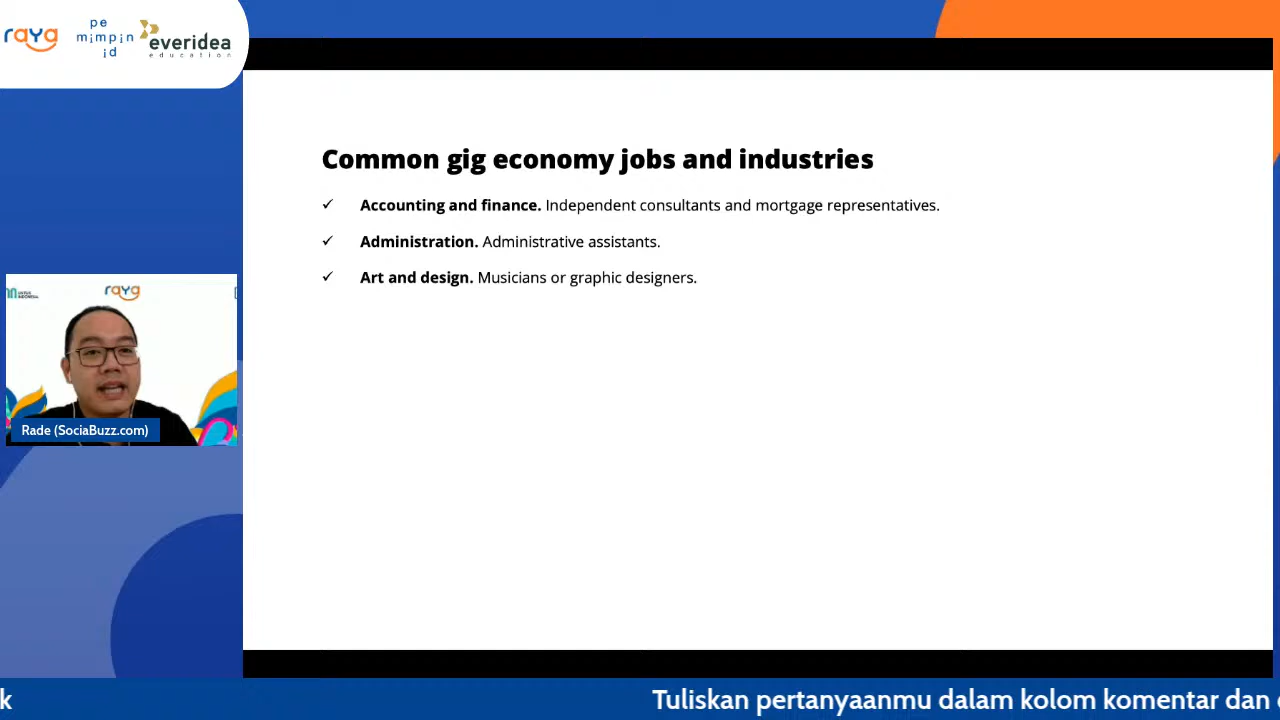 raya
pe
mimpin
id
everidea
education
Common gig economy jobs and industries
✓ Accounting and finance. Independent consultants and mortgage representatives.
✓ Administration. Administrative assistants.
✓ Art and design. Musicians or graphic designers.
raya
Rade (SociaBuzz.com)
k
Tuliskan pertanyaanmu dalam kolom komentar dan